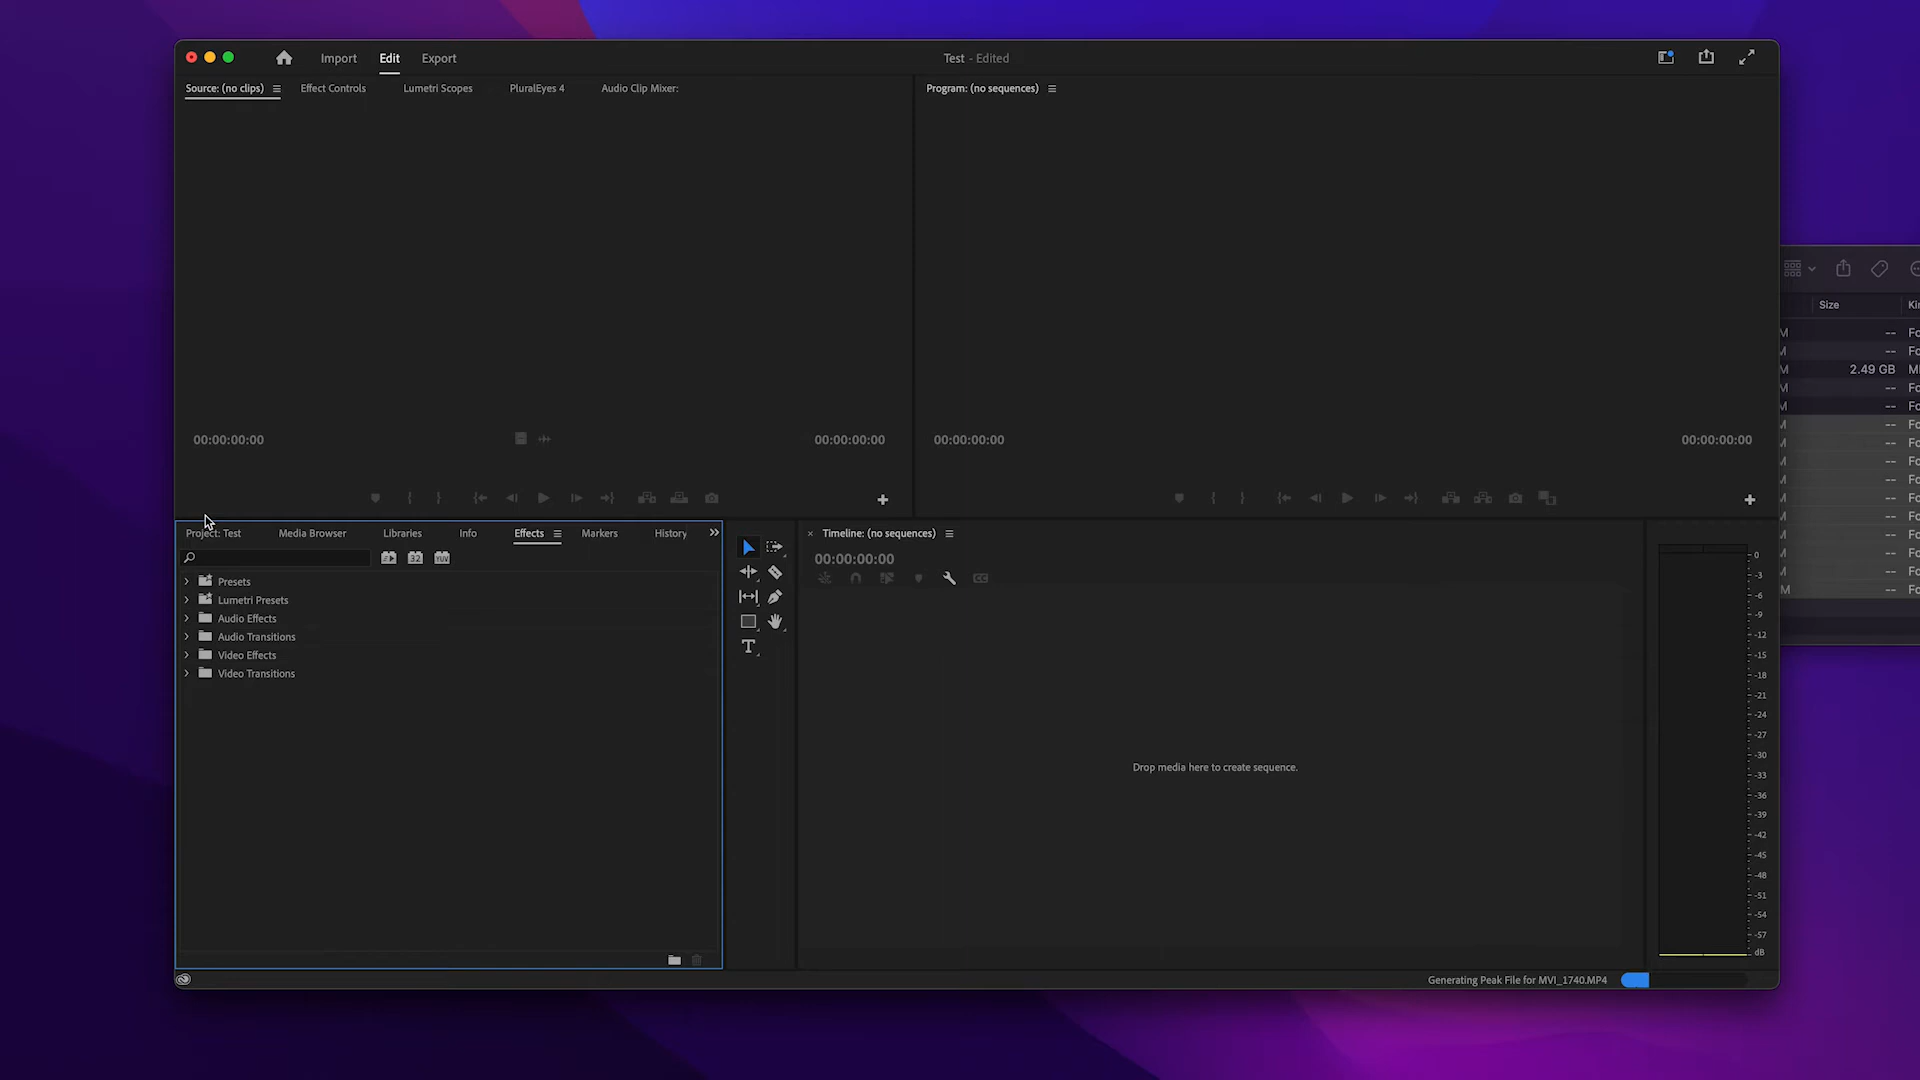 Import Edit Export Test - Edited
Source: (no clips) Effect Controls Lumetri Scopes PluralEyes 4 Audio Clip Mixer: Program: (no sequences)
Size
2.49 GB
00:00:00:00 00:00:00:00 00:00:00:00 00:00:00:00
Project: Test Media Browser Libraries Info Effects Markers History
Timeline: (no sequences)
32 YUV
00:00:00:00
CC
Presets
Lumetri Presets
Audio Effects
Audio Transitions
Video Effects
Video Transitions
T
Drop media here to create sequence.
0
-3
-6
-9
-12
-15
-18
-21
-24
-27
-30
-33
-36
-39
-42
-45
-48
-51
-54
-57
dB
Generating Peak File for MVI_1740.MP4